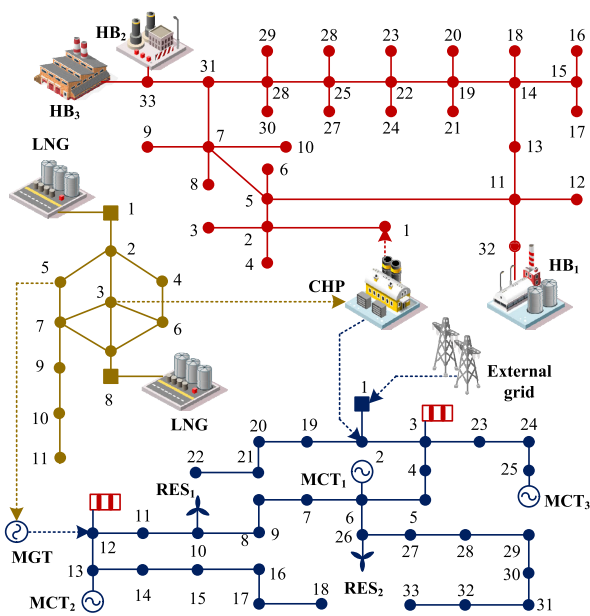 29 28 23 20 18 16
HB2
31
15
33 28 25 22 19 14
HB3
30 27 24 21 17
LNG
9 7 10 13
8 6
11 12
1
5
3 2 1
2
4 32
5 3 4
CHP
HB1
7 6
External
grid
9
1
8
10
LNG
20 19 3 23 24
11
22 21 2
MCT1 4 25
RES1
MCT3
11 7 6 5
MGT 12 10 8 9 26 27 28 29
13 16 RES2 30
MCT2 14 15 17 18 33 32 31